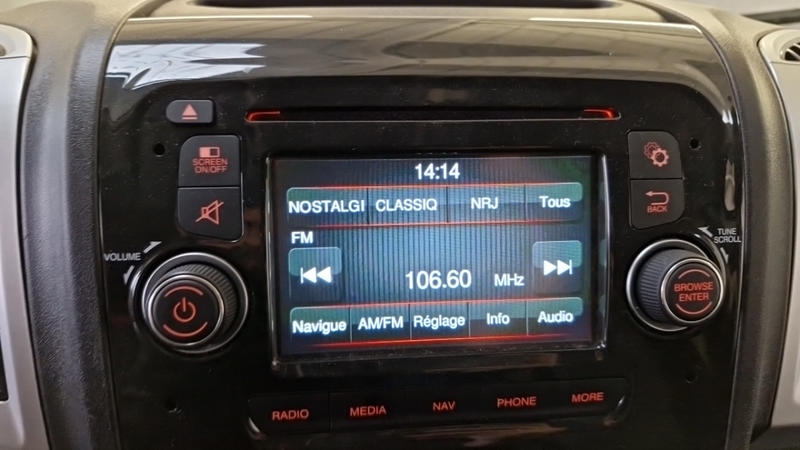 14:14
SCREEN
ON/OFF
NOSTALGI CLASSIQ NRJ Tous
BACK
FM
VOLUME
TUNE
SCROLL
106.60 MHz
BROWSE
ENTER
Navigue AM/FM Réglage Info Audio
RADIO MEDIA NAV PHONE MORE